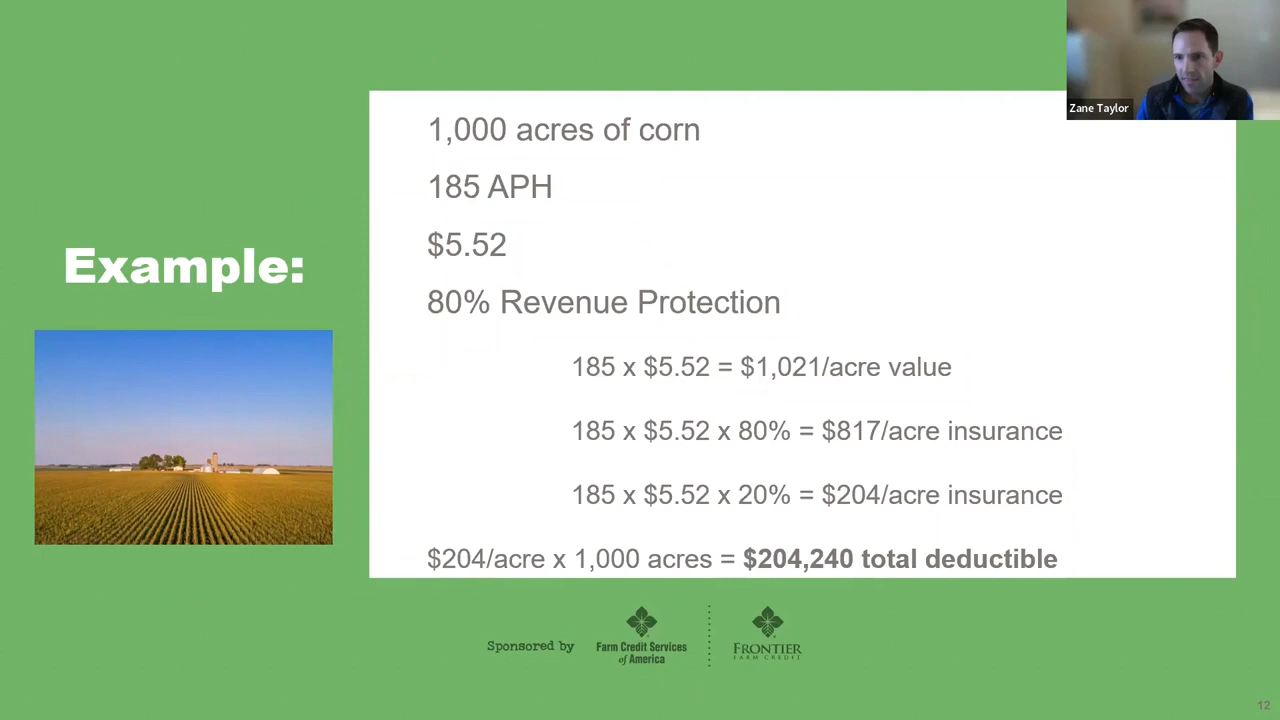 Zane Taylor
Example:
1,000 acres of corn
185 APH
$5.52
80% Revenue Protection
185 x $5.52 = $1,021/acre value
185 x $5.52 x 80% = $817/acre insurance
185 x $5.52 x 20% = $204/acre insurance
$204/acre x 1,000 acres = $204,240 total deductible
Sponsored by
Farm Credit Services
of America
FRONTIER
FARM CREDIT
12